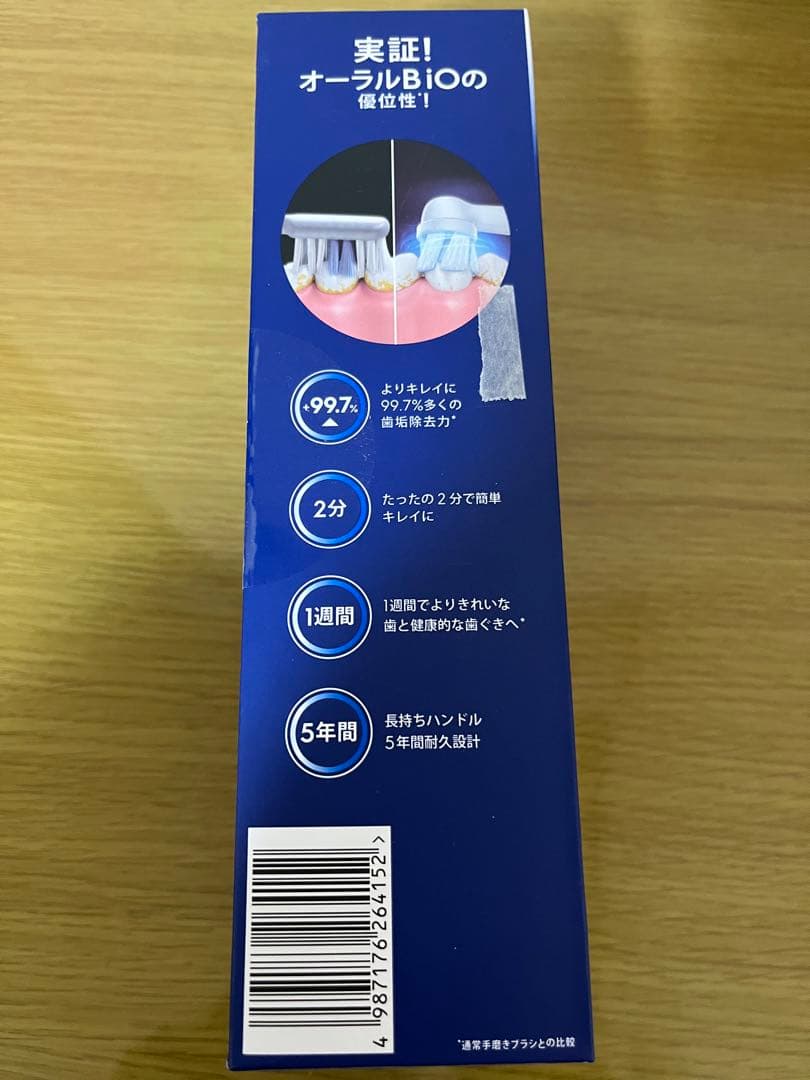 実証!
オーラルB iOの
優位性*!
+99.7%
よりキレイに
99.7%多くの
歯垢除去力*
2分
たったの2分で簡単
キレイに
1週間
1週間でよりきれいな
歯と健康的な歯ぐきへ*
5年間
長持ちハンドル
5年間耐久設計
4 987176 264152 >
*通常手磨きブラシとの比較